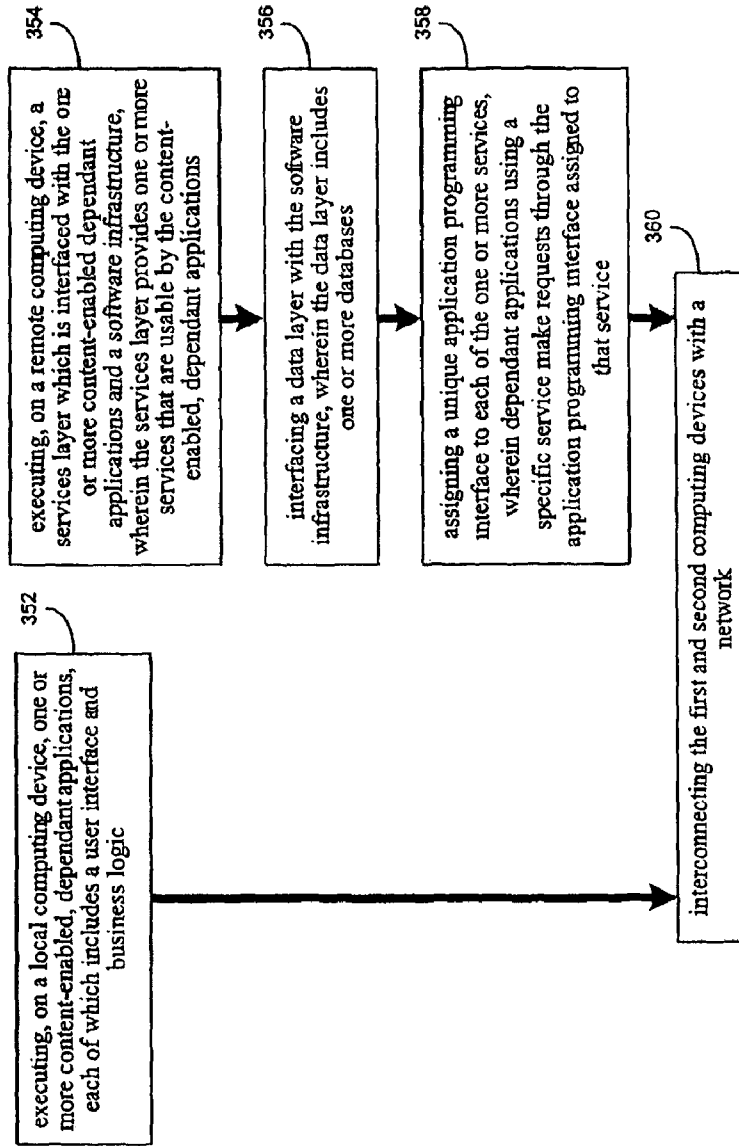 352
executing, on a local computing device, one or
more content-enabled, dependant applications,
each of which includes a user interface and
business logic
354
executing, on a remote computing device, a
services layer which is interfaced with the one
or more content-enabled dependant
applications and a software infrastructure,
wherein the services layer provides one or more
services that are usable by the content-
enabled, dependant applications
356
interfacing a data layer with the software
infrastructure, wherein the data layer includes
one or more databases
358
assigning a unique application programming
interface to each of the one or more services,
wherein dependant applications using a
specific service make requests through the
application programming interface assigned to
that service
360
interconnecting the first and second computing devices with a
network